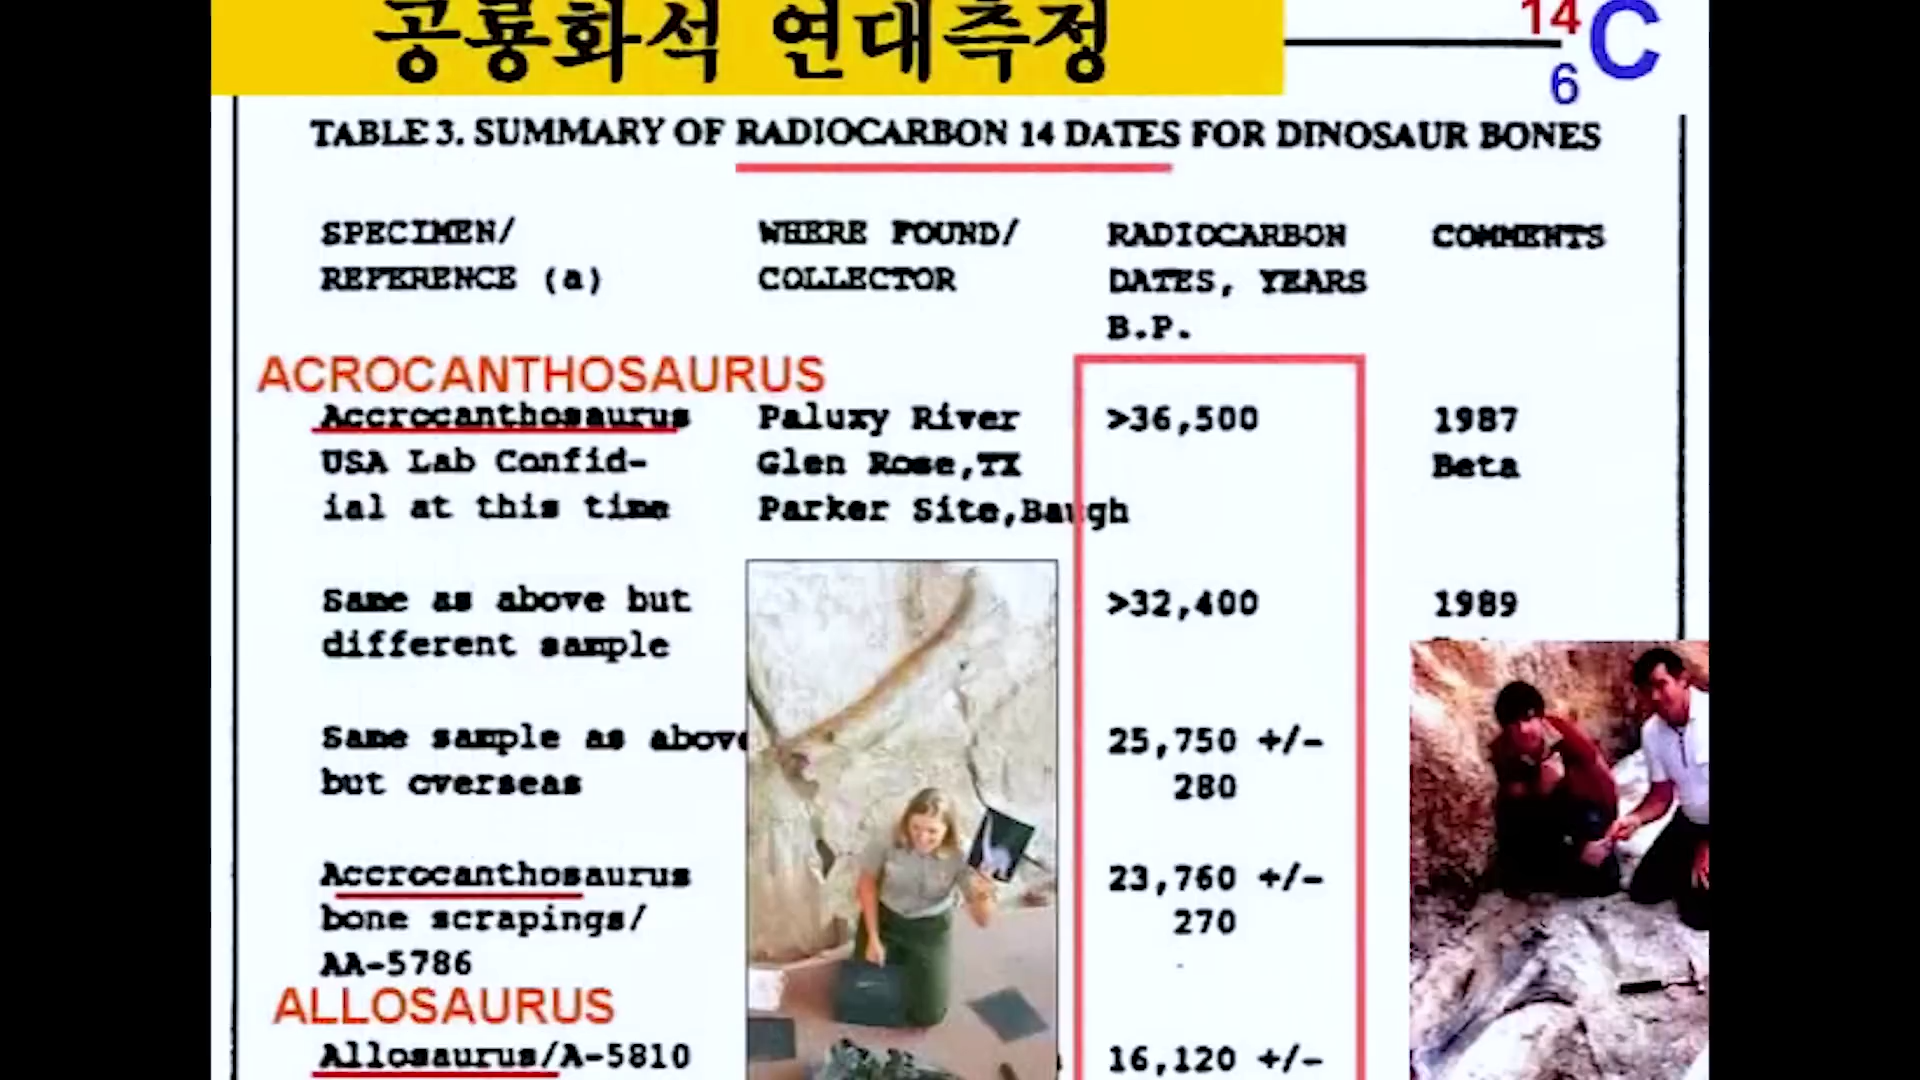 공룡화석 연대측정
14
6 C
TABLE 3. SUMMARY OF RADIOCARBON 14 DATES FOR DINOSAUR BONES
SPECIMEN/ WHERE FOUND/ RADIOCARBON COMMENTS
REFERENCE (a) COLLECTOR DATES, YEARS
B.P.
ACROCANTHOSAURUS
Accrocanthosaurus Paluxy River >36,500 1987
USA Lab Confid- Glen Rose,TX Beta
ial at this time Parker Site,Baugh
Same as above but >32,400 1989
different sample
Same sample as above 25,750 +/-
but overseas 280
Accrocanthosaurus 23,760 +/-
bone scrapings/ 270
AA-5786
ALLOSAURUS
Allosaurus/A-5810 16,120 +/-